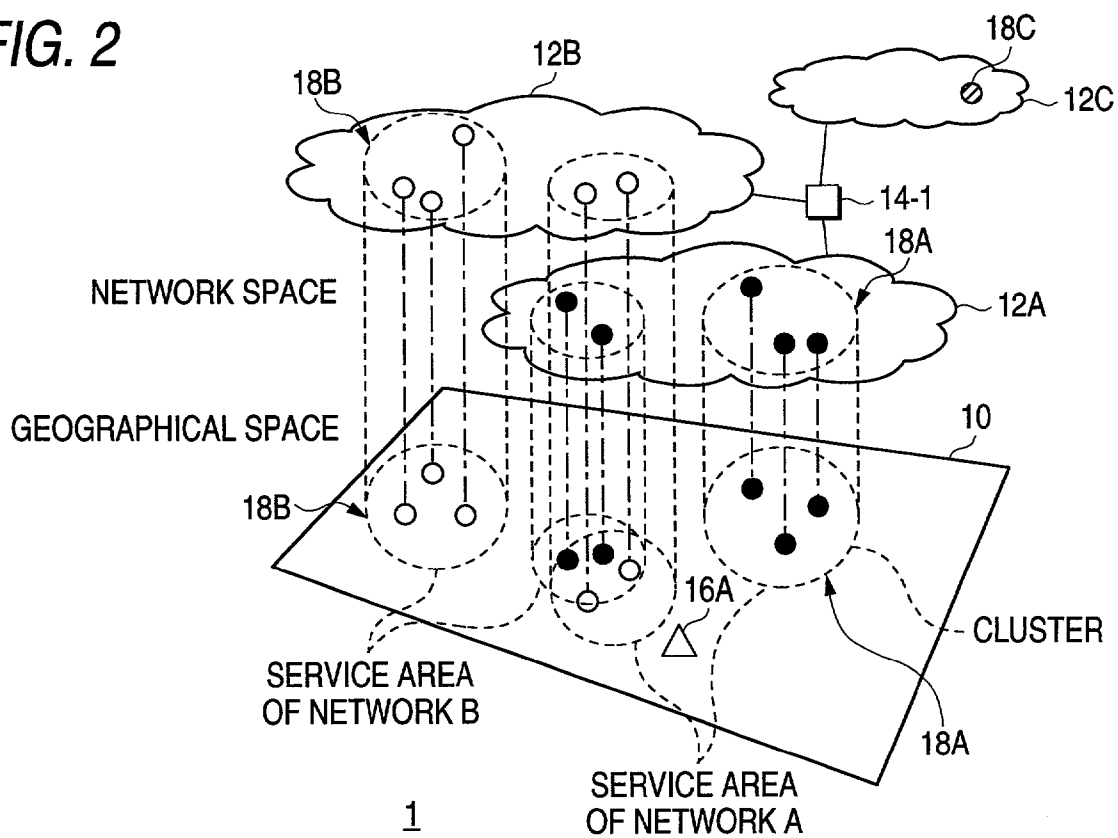 FIG. 2
18C
12B
18B
12C
14-1
18A
NETWORK SPACE
12A
10
GEOGRAPHICAL SPACE
18B
16A
CLUSTER
SERVICE AREA
OF NETWORK B
18A
SERVICE AREA
OF NETWORK A
1